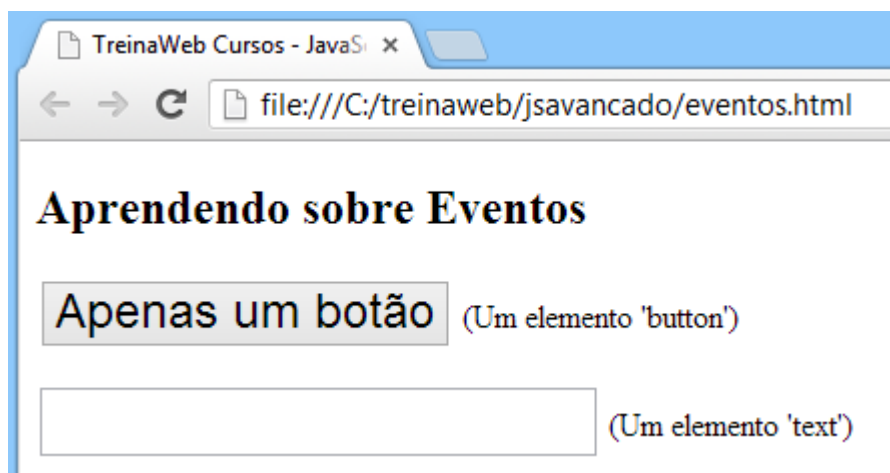 TreinaWeb Cursos - JavaS
file:///C:/treinaweb/jsavancado/eventos.html
Aprendendo sobre Eventos
Apenas um botão (Um elemento 'button')
(Um elemento 'text')